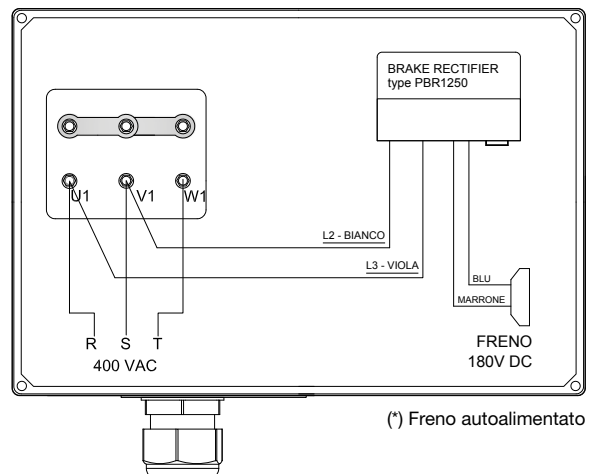 BRAKE RECTIFIER
type PBR1250
U1 V1 W1
L2 - BIANCO
L3 - VIOLA
BLU
MARRONE
R S T
400 VAC
FRENO
180V DC
(*) Freno autoalimentato